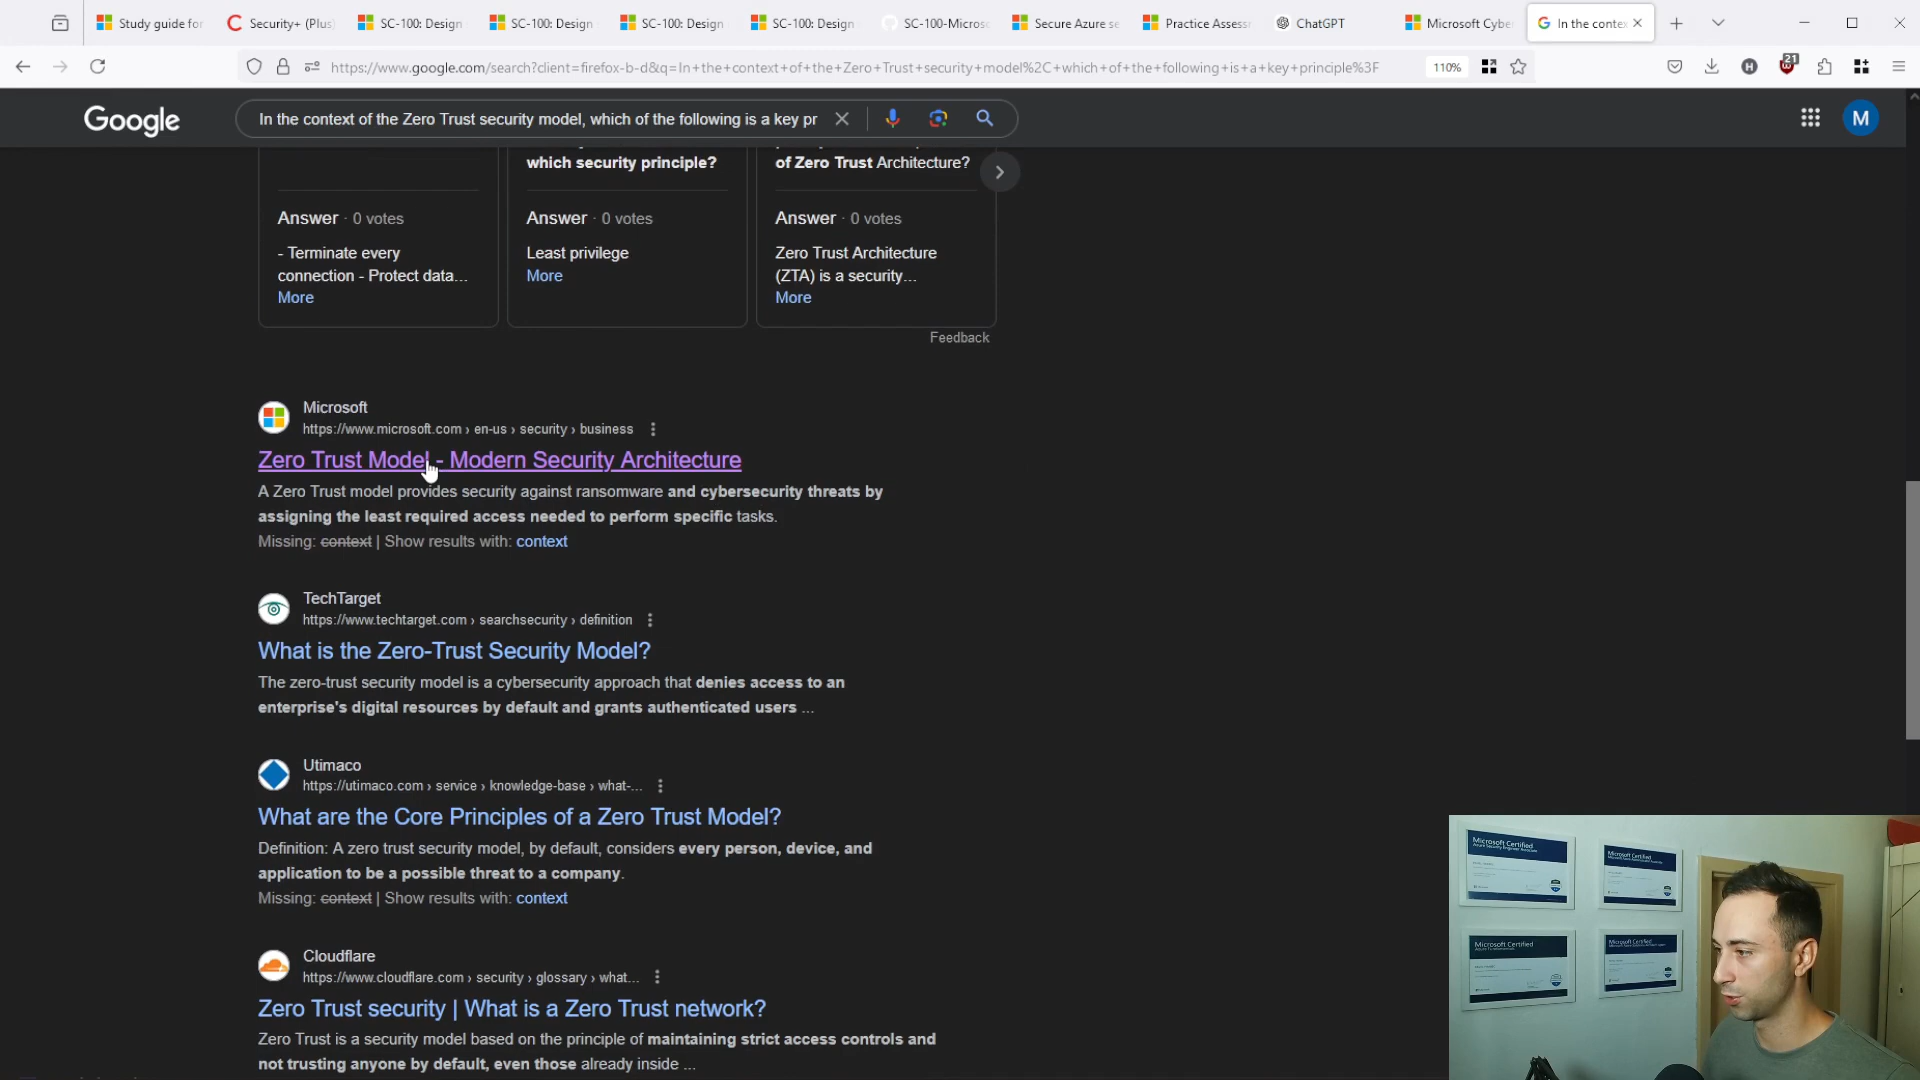 Study guide for
Security+ (Plus
SC-100: Design
SC-100: Design
SC-100: Design
SC-100: Design
SC-100-Micros
Secure Azure se
Practice Assessm
ChatGPT
Microsoft Cybe
In the contex
https://www.google.com/search?client=firefox-b-d&q=In+the+context+of+the+Zero+Trust+security+model%2C+which+of+the+following+is+a+key+principle%3F
110%
H
21
Google
In the context of the Zero Trust security model, which of the following is a key pr
M
which security principle?
of Zero Trust Architecture?
Answer · 0 votes
- Terminate every
connection - Protect data...
More
Answer · 0 votes
Least privilege
More
Answer · 0 votes
Zero Trust Architecture
(ZTA) is a security...
More
Feedback
Microsoft
https://www.microsoft.com › en-us › security › business
Zero Trust Model - Modern Security Architecture
A Zero Trust model provides security against ransomware and cybersecurity threats by
assigning the least required access needed to perform specific tasks.
Missing: context | Show results with: context
TechTarget
https://www.techtarget.com › searchsecurity › definition
What is the Zero-Trust Security Model?
The zero-trust security model is a cybersecurity approach that denies access to an
enterprise's digital resources by default and grants authenticated users ...
Utimaco
https://utimaco.com › service › knowledge-base › what-...
What are the Core Principles of a Zero Trust Model?
Definition: A zero trust security model, by default, considers every person, device, and
application to be a possible threat to a company.
Missing: context | Show results with: context
Cloudflare
https://www.cloudflare.com › security › glossary › what...
Zero Trust security | What is a Zero Trust network?
Zero Trust is a security model based on the principle of maintaining strict access controls and
not trusting anyone by default, even those already inside ...
Microsoft Certified
Microsoft Certified
Microsoft Certified
Microsoft Certified